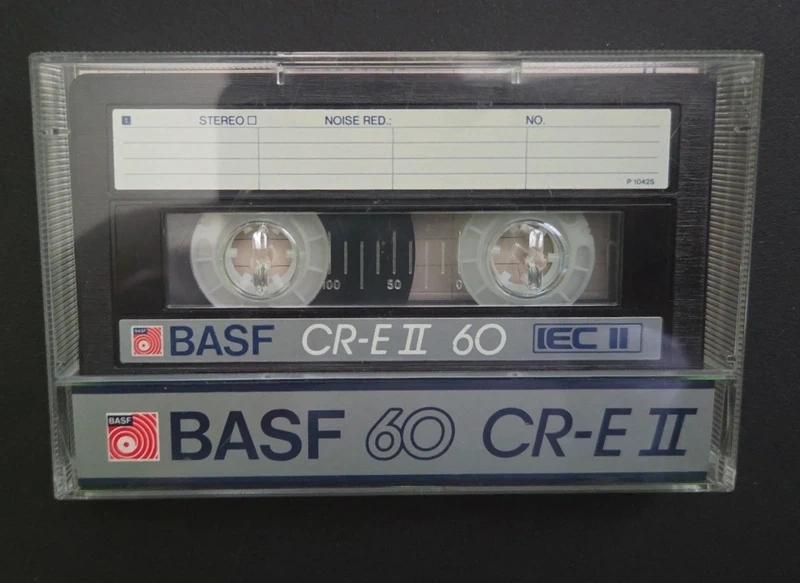 1 STEREO NOISE RED.: NO.
P 10425
100 50 0
BASF BASF CR-E II 60 IEC II
BASF BASF 60 CR-E II